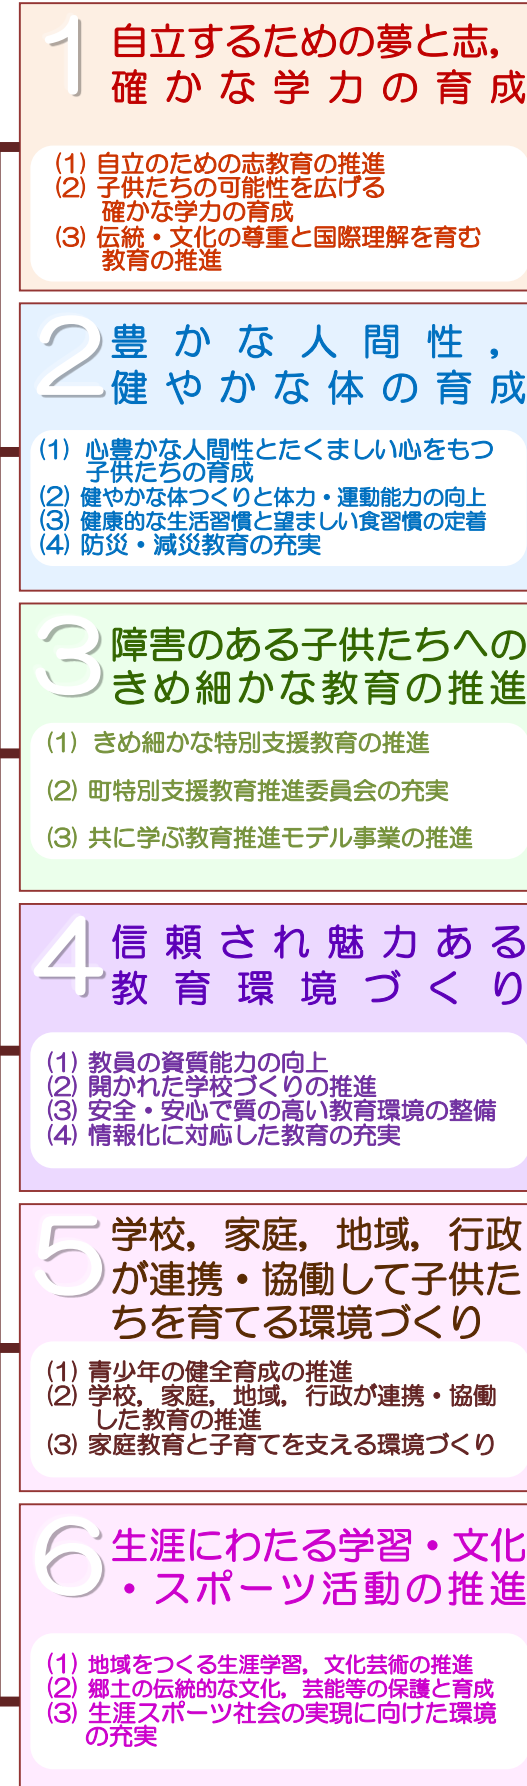 1
自立するための夢と志，
確かな学力の育成
(1) 自立のための志教育の推進
(2) 子供たちの可能性を広げる
確かな学力の育成
(3) 伝統・文化の尊重と国際理解を育む
教育の推進
2
豊かな人間性，
健やかな体の育成
(1) 心豊かな人間性とたくましい心をもつ
子供たちの育成
(2) 健やかな体つくりと体力・運動能力の向上
(3) 健康的な生活習慣と望ましい食習慣の定着
(4) 防災・減災教育の充実
3
障害のある子供たちへの
きめ細かな教育の推進
(1) きめ細かな特別支援教育の推進
(2) 町特別支援教育推進委員会の充実
(3) 共に学ぶ教育推進モデル事業の推進
4
信頼され魅力ある
教育環境づくり
(1) 教員の資質能力の向上
(2) 開かれた学校づくりの推進
(3) 安全・安心で質の高い教育環境の整備
(4) 情報化に対応した教育の充実
5
学校，家庭，地域，行政
が連携・協働して子供た
ちを育てる環境づくり
(1) 青少年の健全育成の推進
(2) 学校，家庭，地域，行政が連携・協働
した教育の推進
(3) 家庭教育と子育てを支える環境づくり
6
生涯にわたる学習・文化
・スポーツ活動の推進
(1) 地域をつくる生涯学習，文化芸術の推進
(2) 郷土の伝統的な文化，芸能等の保護と育成
(3) 生涯スポーツ社会の実現に向けた環境
の充実